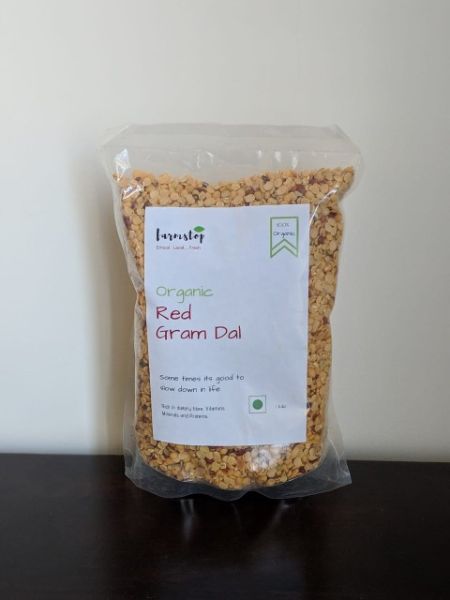 farmstop
Ethical . Local . Fresh
100%
Organic
Organic
Red
Gram Dal
Some times its good to
slow down in life
Rich in dietary fibre, Vitamins,
Minerals and Proteins.